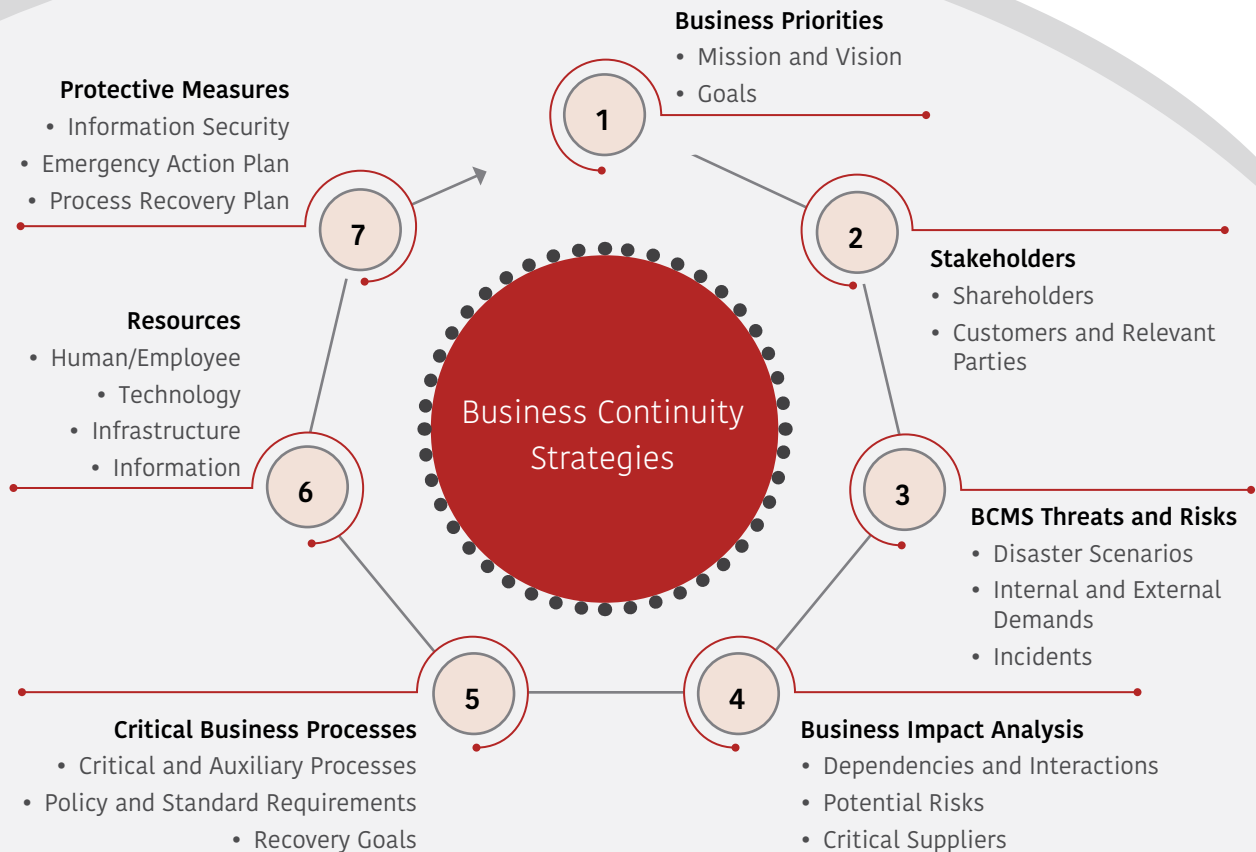 1
Business Priorities
• Mission and Vision
• Goals
2
Stakeholders
• Shareholders
• Customers and Relevant
Parties
3
BCMS Threats and Risks
• Disaster Scenarios
• Internal and External
Demands
• Incidents
4
Business Impact Analysis
• Dependencies and Interactions
• Potential Risks
• Critical Suppliers
5
Critical Business Processes
• Critical and Auxiliary Processes
• Policy and Standard Requirements
• Recovery Goals
6
Resources
• Human/Employee
• Technology
• Infrastructure
• Information
7
Protective Measures
• Information Security
• Emergency Action Plan
• Process Recovery Plan
Business Continuity
Strategies